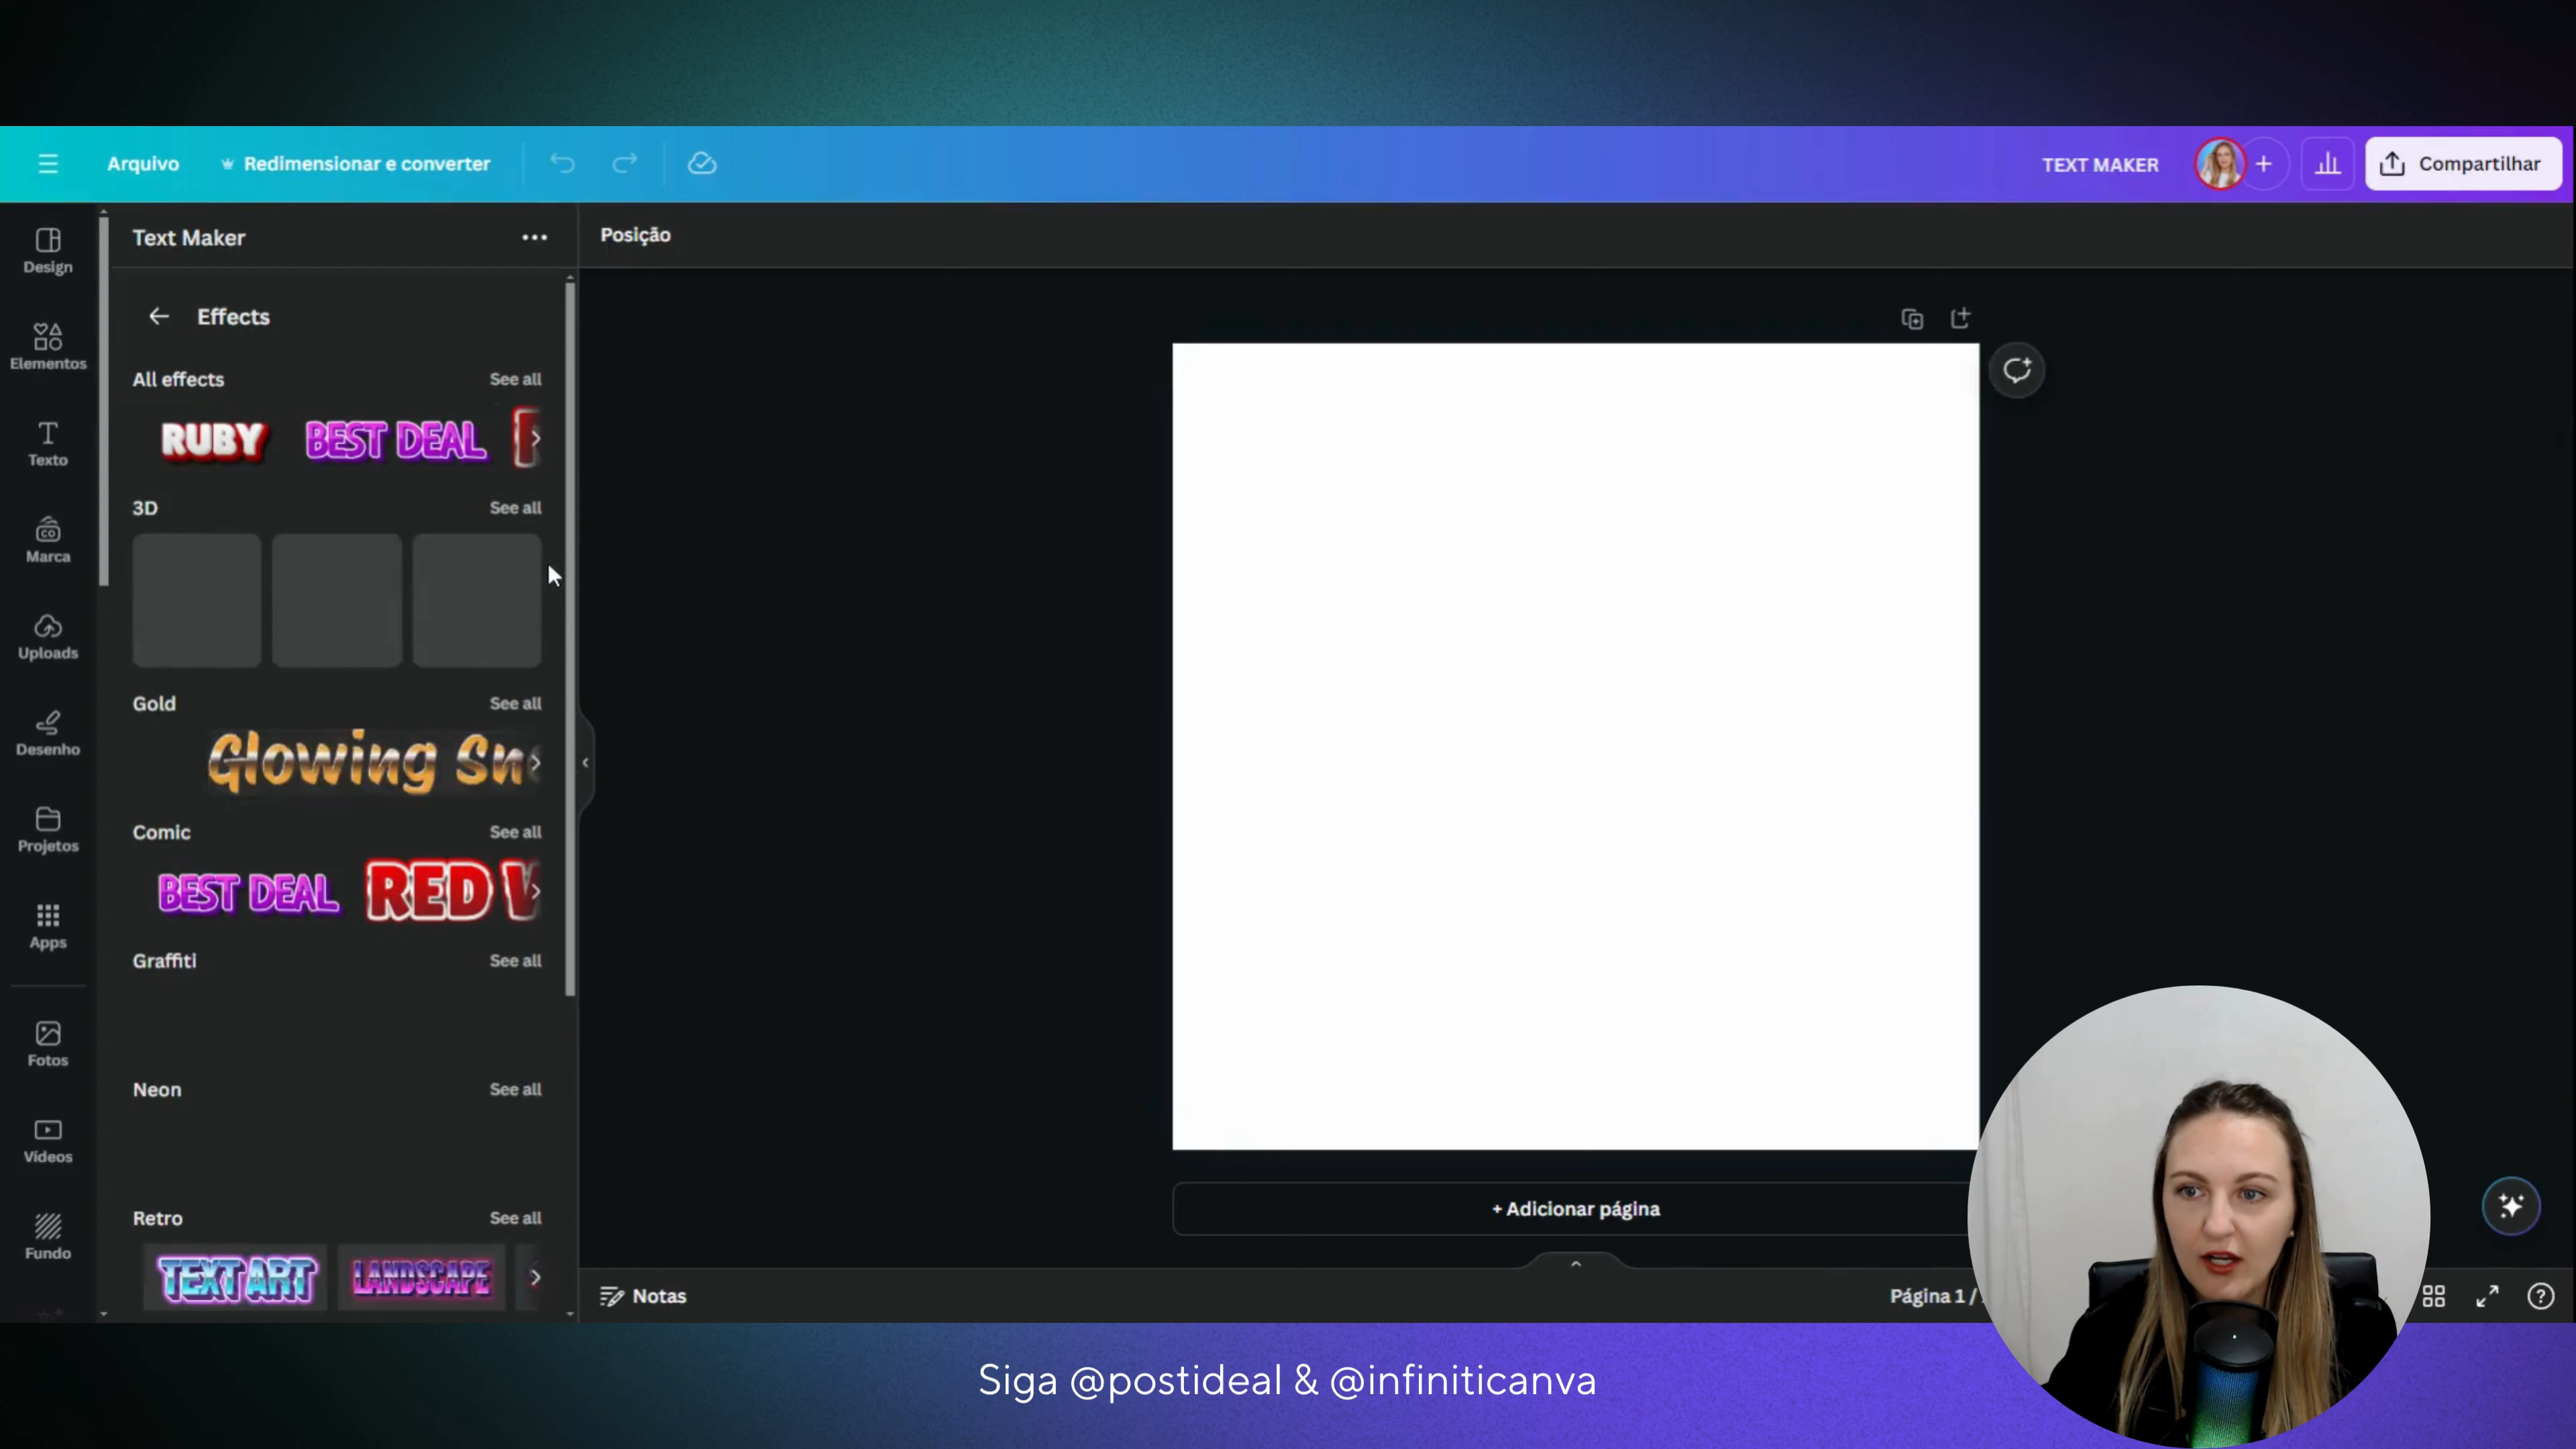 Arquivo
Redimensionar e converter
TEXT MAKER
Compartilhar
Design
Elementos
Texto
Marca
Uploads
Desenho
Projetos
Apps
Fotos
Vídeos
Fundo
Text Maker
Posição
Effects
All effects See all
RUBY BEST DEAL
3D See all
Gold See all
Glowing Sn
Comic See all
BEST DEAL RED
Graffiti See all
Neon See all
Retro See all
TEXT ART LANDSCAPE
+ Adicionar página
Notas
Página 1 /
Siga @postideal & @infiniticanva